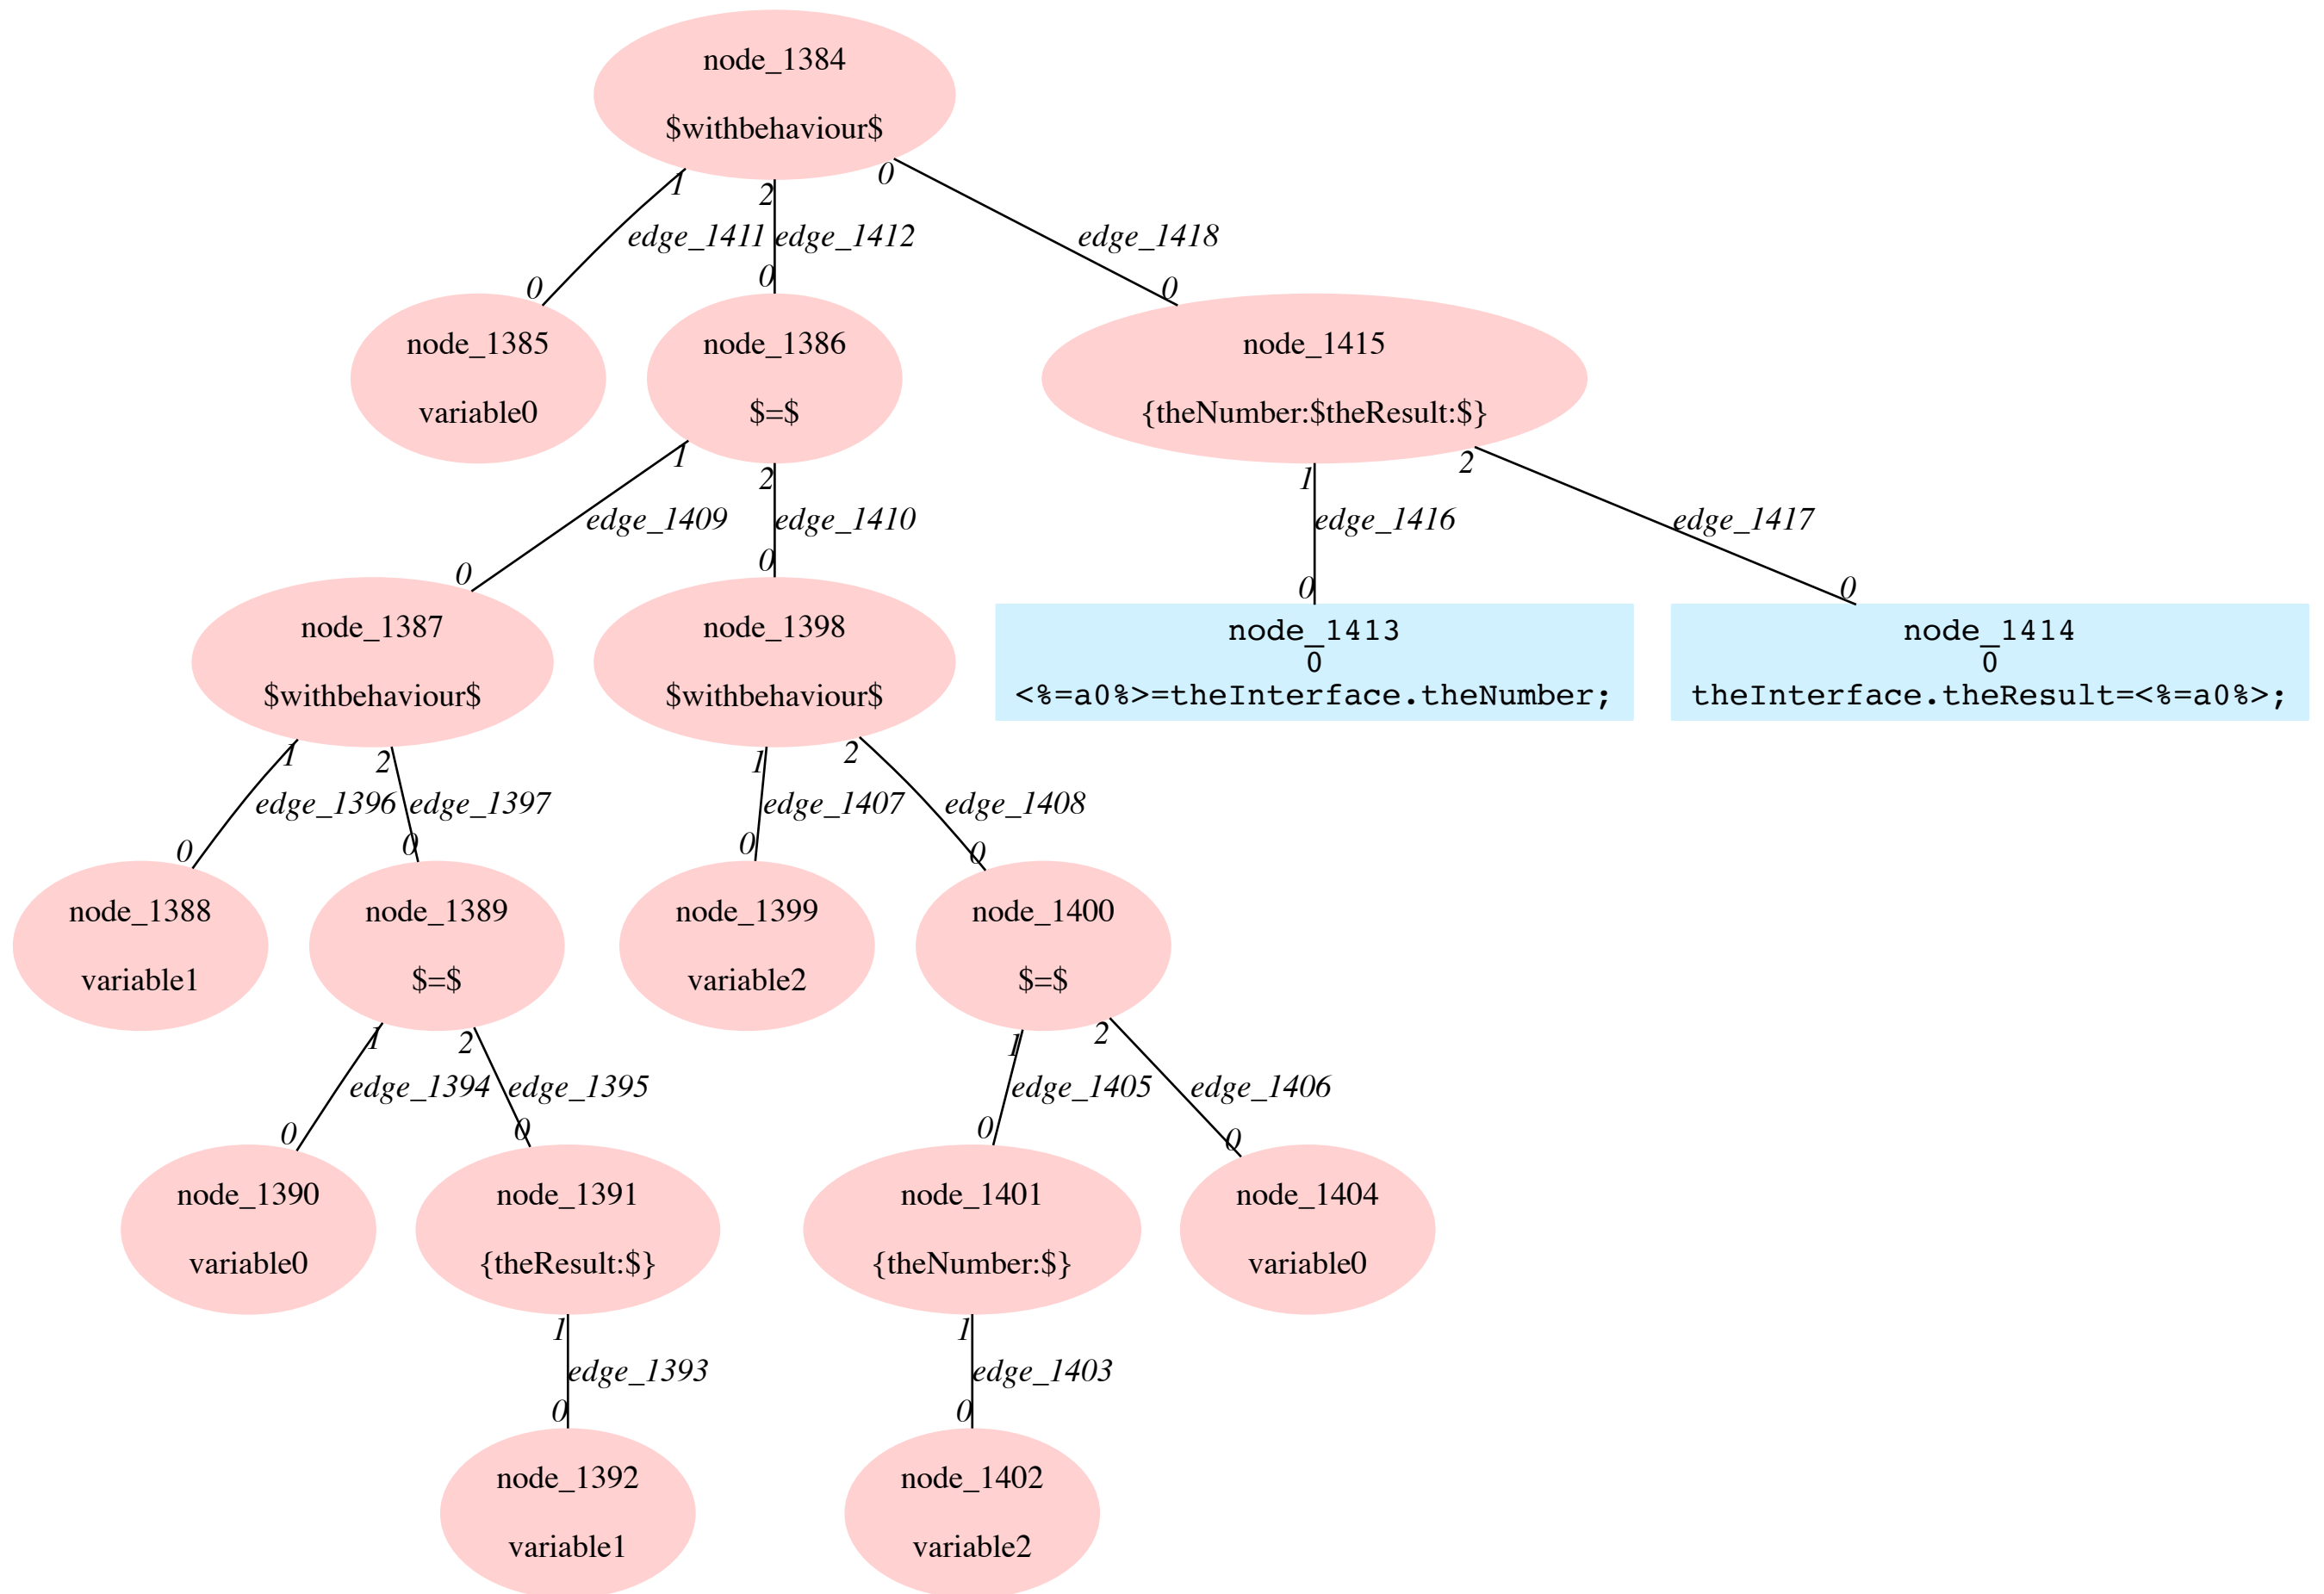 node_1384
$withbehaviour$
1
2
0
edge_1411
edge_1412
edge_1418
0
0
0
node_1385
variable0
node_1386
$=$
node_1415
{theNumber:$theResult:$}
1
2
1
2
edge_1409
edge_1410
edge_1416
edge_1417
0
0
0
0
node_1387
$withbehaviour$
node_1398
$withbehaviour$
node_1413
0
<%=a0%>=theInterface.theNumber;
node_1414
0
theInterface.theResult=<%=a0%>;
1
2
1
2
edge_1396
edge_1397
edge_1407
edge_1408
0
0
0
0
node_1388
variable1
node_1389
$=$
node_1399
variable2
node_1400
$=$
1
2
1
2
edge_1394
edge_1395
edge_1405
edge_1406
0
0
0
0
node_1390
variable0
node_1391
{theResult:$}
node_1401
{theNumber:$}
node_1404
variable0
1
1
edge_1393
edge_1403
0
0
node_1392
variable1
node_1402
variable2